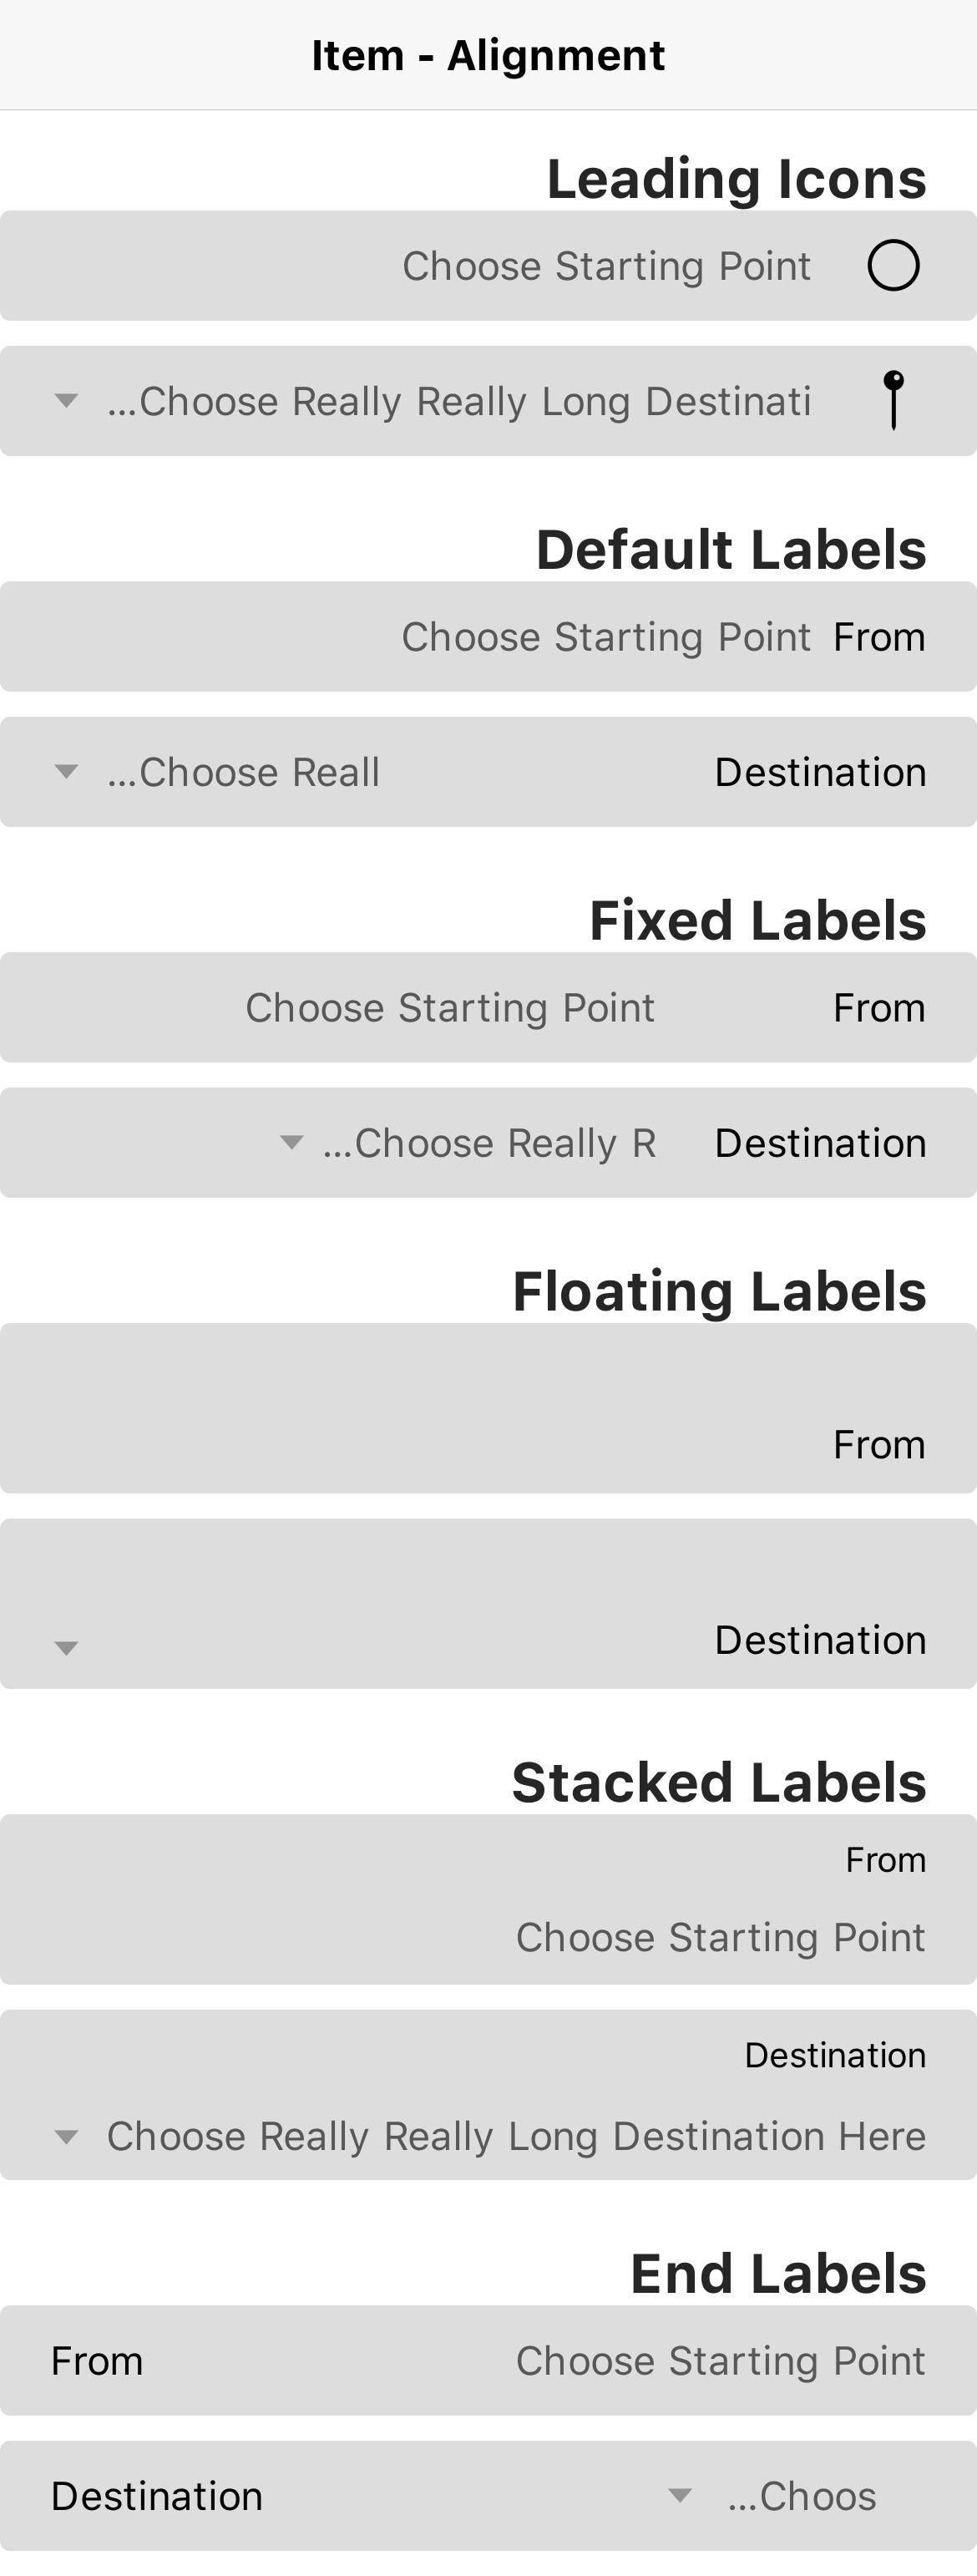 Item - Alignment
Leading Icons
Choose Starting Point
...Choose Really Really Long Destinati
Default Labels
Choose Starting Point From
...Choose Reall Destination
Fixed Labels
Choose Starting Point From
...Choose Really R Destination
Floating Labels
From
Destination
Stacked Labels
From
Choose Starting Point
Destination
Choose Really Really Long Destination Here
End Labels
From Choose Starting Point
Destination ...Choos